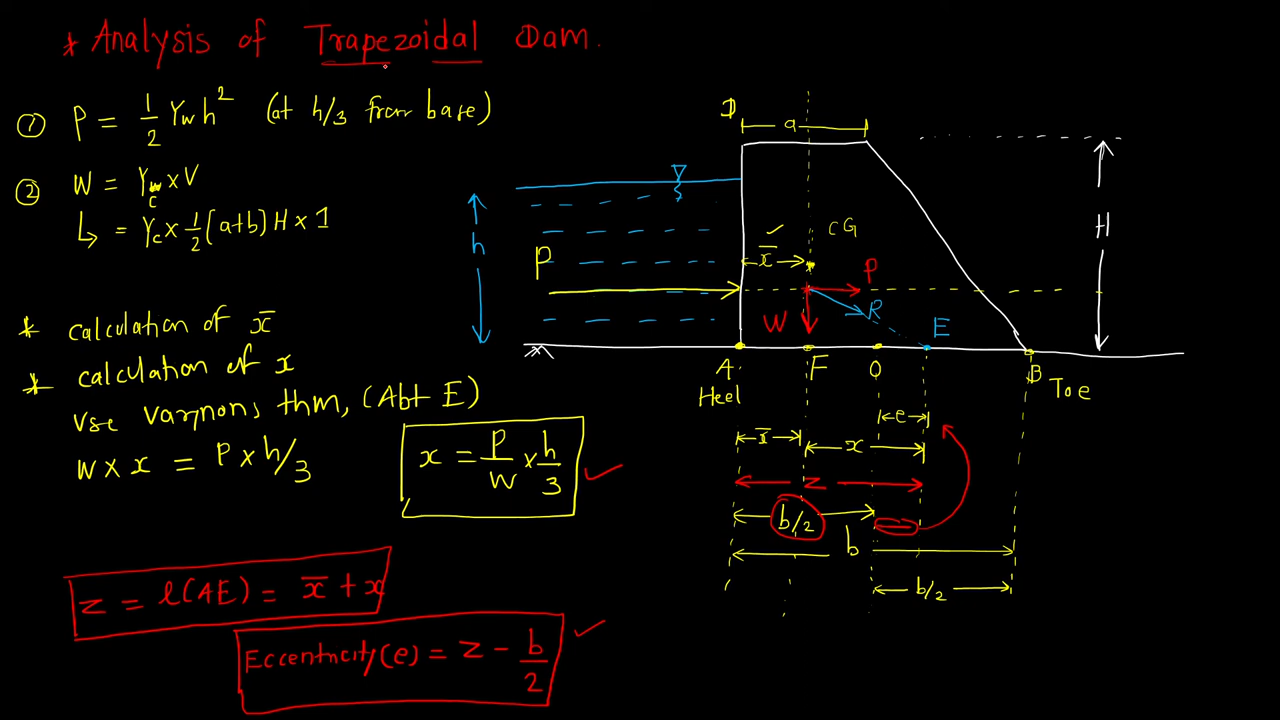 * Analysis of Trapezoidal Dam.
① P = 1/2 γw h² (at h/3 from base)
② W = γc × V
↳ = γc × 1/2 (a+b) H × 1
* calculation of x̄
* calculation of x
use varignons thm, (Abt E)
W × x = P × h/3
x = P/W × h/3
z = l(AE) = x̄ + x
Eccentricity(e) = z - b/2
D
a
h
P
x̄
CG
P
R
W
H
A
F
O
E
B
Heel
Toe
e
x̄
x
z
b/2
b
b/2